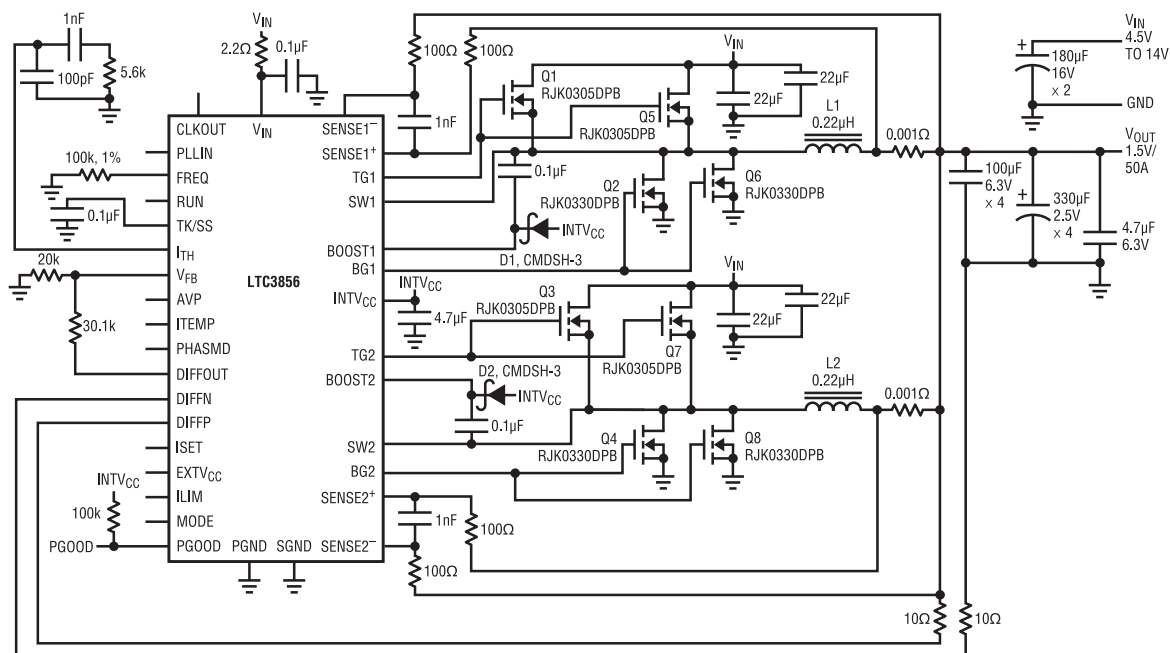 1nF
100pF
5.6k
VIN
2.2Ω
0.1µF
100Ω
100Ω
1nF
CLKOUT
VIN
SENSE1−
SENSE1+
PLLIN
FREQ
RUN
TK/SS
ITH
VFB
AVP
ITEMP
PHASMD
DIFFOUT
DIFFN
DIFFP
ISET
EXTVCC
ILIM
MODE
PGOOD
PGND
SGND
SENSE2−
LTC3856
TG1
SW1
BOOST1
BG1
INTVCC
TG2
BOOST2
SW2
BG2
SENSE2+
100k, 1%
0.1µF
20k
30.1k
INTVCC
100k
PGOOD
Q1
RJK0305DPB
Q5
RJK0305DPB
VIN
22µF
22µF
L1
0.22µH
0.001Ω
0.1µF
Q2
RJK0330DPB
Q6
RJK0330DPB
INTVCC
D1, CMDSH-3
INTVCC
4.7µF
Q3
RJK0305DPB
Q7
RJK0305DPB
VIN
22µF
22µF
L2
0.22µH
0.001Ω
D2, CMDSH-3
INTVCC
0.1µF
Q4
RJK0330DPB
Q8
RJK0330DPB
1nF
100Ω
100Ω
10Ω
10Ω
+
180µF
16V
× 2
VIN
4.5V
TO 14V
GND
VOUT
1.5V/
50A
100µF
6.3V
× 4
+
330µF
2.5V
× 4
4.7µF
6.3V